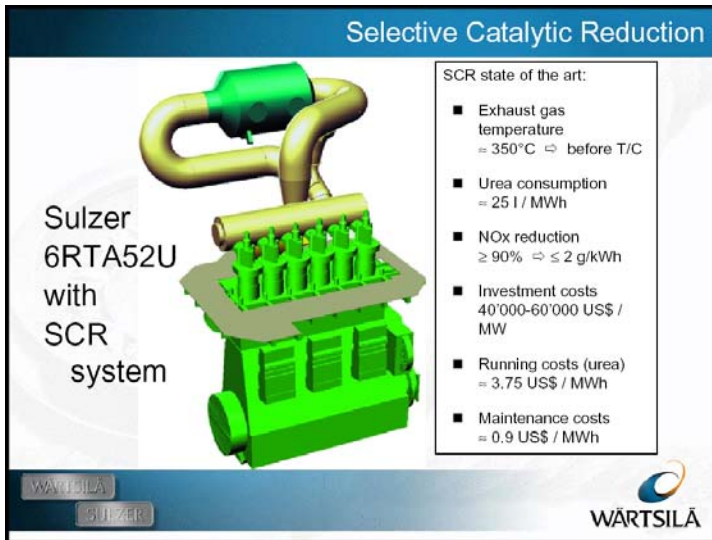 Selective Catalytic Reduction
Sulzer
6RTA52U
with
SCR
system
SCR state of the art:
■ Exhaust gas
temperature
≈ 350°C ⇨ before T/C
■ Urea consumption
≈ 25 l / MWh
■ NOx reduction
≥ 90% ⇨ ≤ 2 g/kWh
■ Investment costs
40'000-60'000 US$ /
MW
■ Running costs (urea)
≈ 3.75 US$ / MWh
■ Maintenance costs
≈ 0.9 US$ / MWh
WÄRTSILÄ
SULZER
WÄRTSILÄ